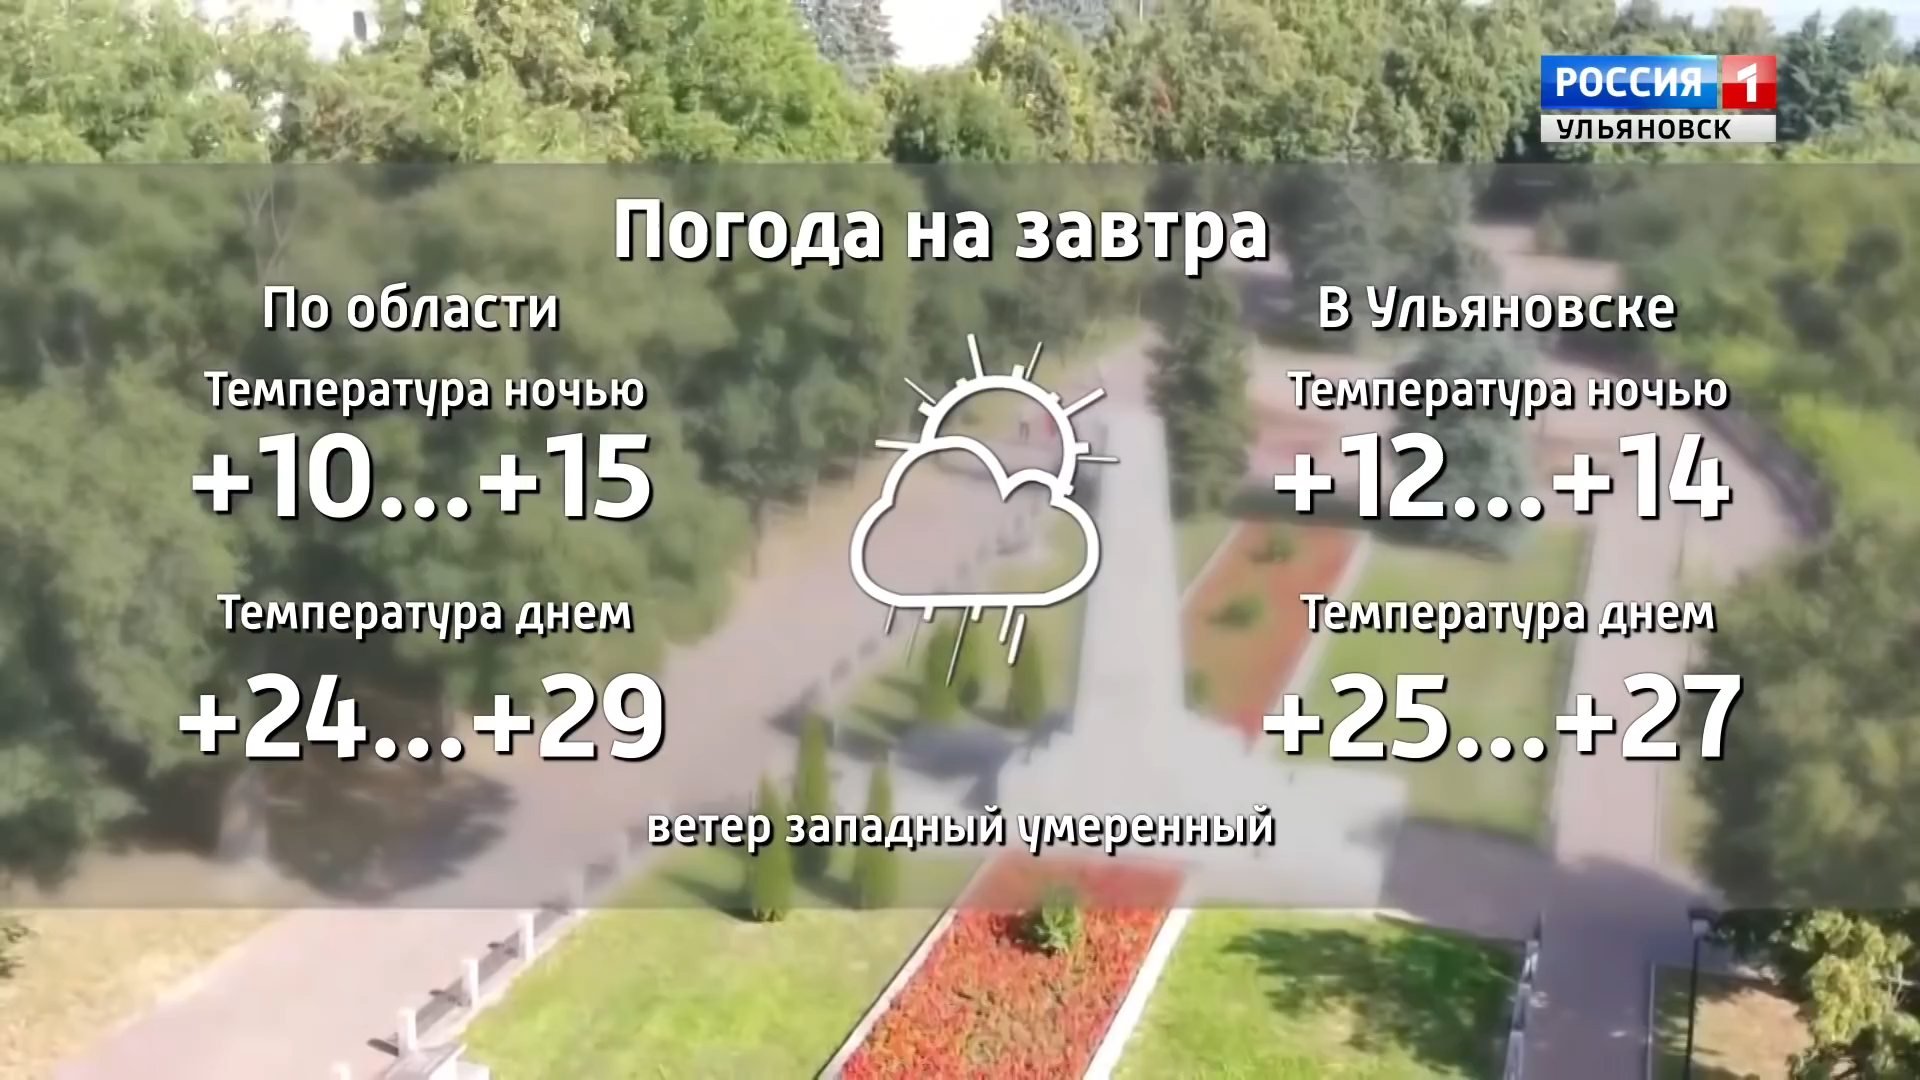 РОССИЯ 1
УЛЬЯНОВСК
Погода на завтра
По области
Температура ночью
+10...+15
Температура днем
+24...+29
В Ульяновске
Температура ночью
+12...+14
Температура днем
+25...+27
ветер западный умеренный